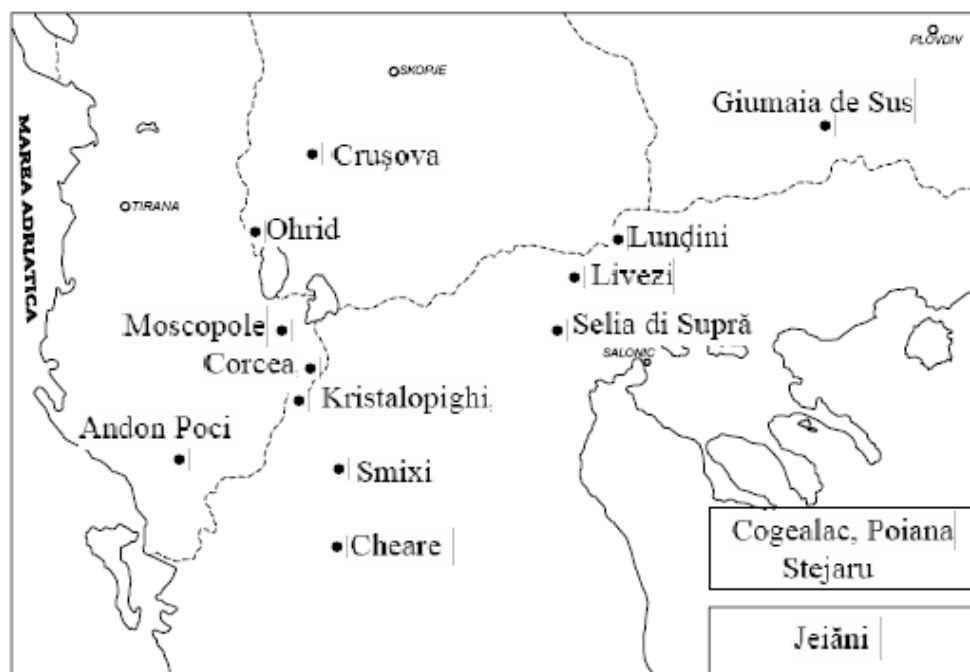 PLOVDIV
SKOPJE
Giumaia de Sus
Crușova
MAREA ADRIATICA
TIRANA
Ohrid
Lunḑini
Livezi
Moscopole
Selia di Supră
SALONIC
Corcea
Kristalopighi
Andon Poci
Smixi
Cheare
Cogealac, Poiana
Stejaru
Jeiăni